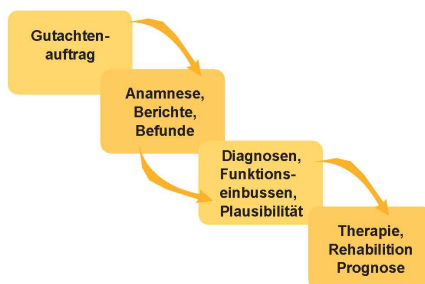 Gutachten-
auftrag
Anamnese,
Berichte,
Befunde
Diagnosen,
Funktions-
einbussen,
Plausibilität
Therapie,
Rehabilition
Prognose